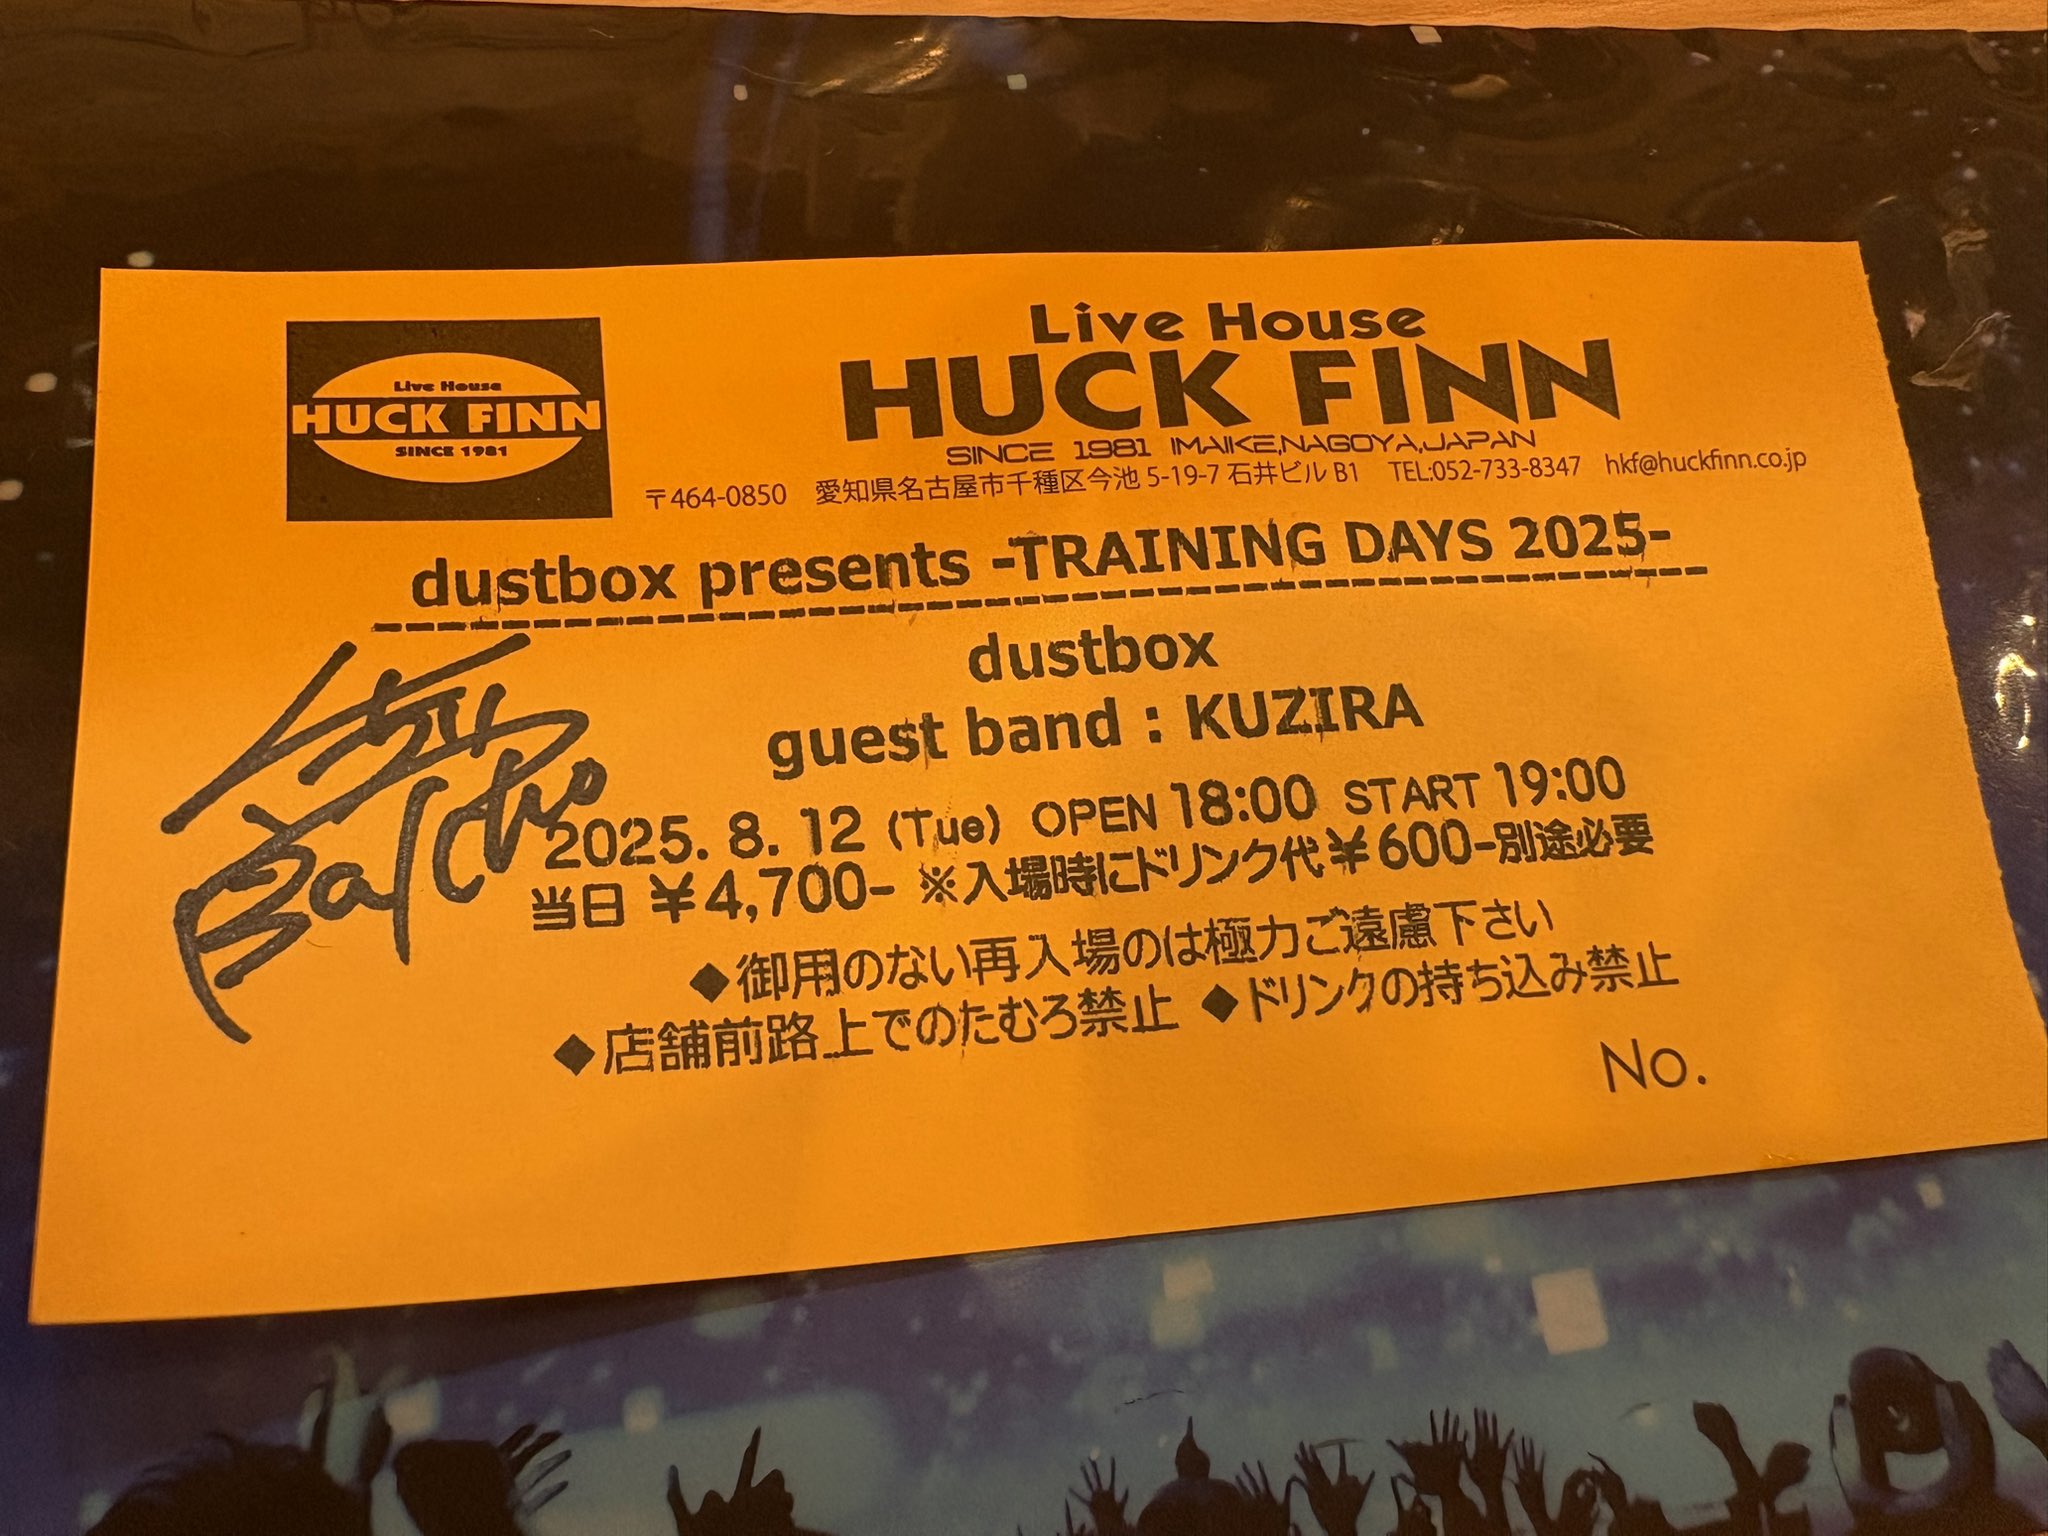 Live House
HUCK FINN
SINCE 1981
Live House
HUCK FINN
SINCE 1981 IMAIKE,NAGOYA,JAPAN
〒464-0850 愛知県名古屋市千種区今池 5-19-7 石井ビル B1 TEL:052-733-8347 hkf@huckfinn.co.jp
dustbox presents -TRAINING DAYS 2025-
dustbox
guest band : KUZIRA
2025. 8. 12 (Tue) OPEN 18:00 START 19:00
当日 ¥4,700- ※入場時にドリンク代¥600-別途必要
◆御用のない再入場のは極力ご遠慮下さい
◆店舗前路上でのたむろ禁止 ◆ドリンクの持ち込み禁止
No.